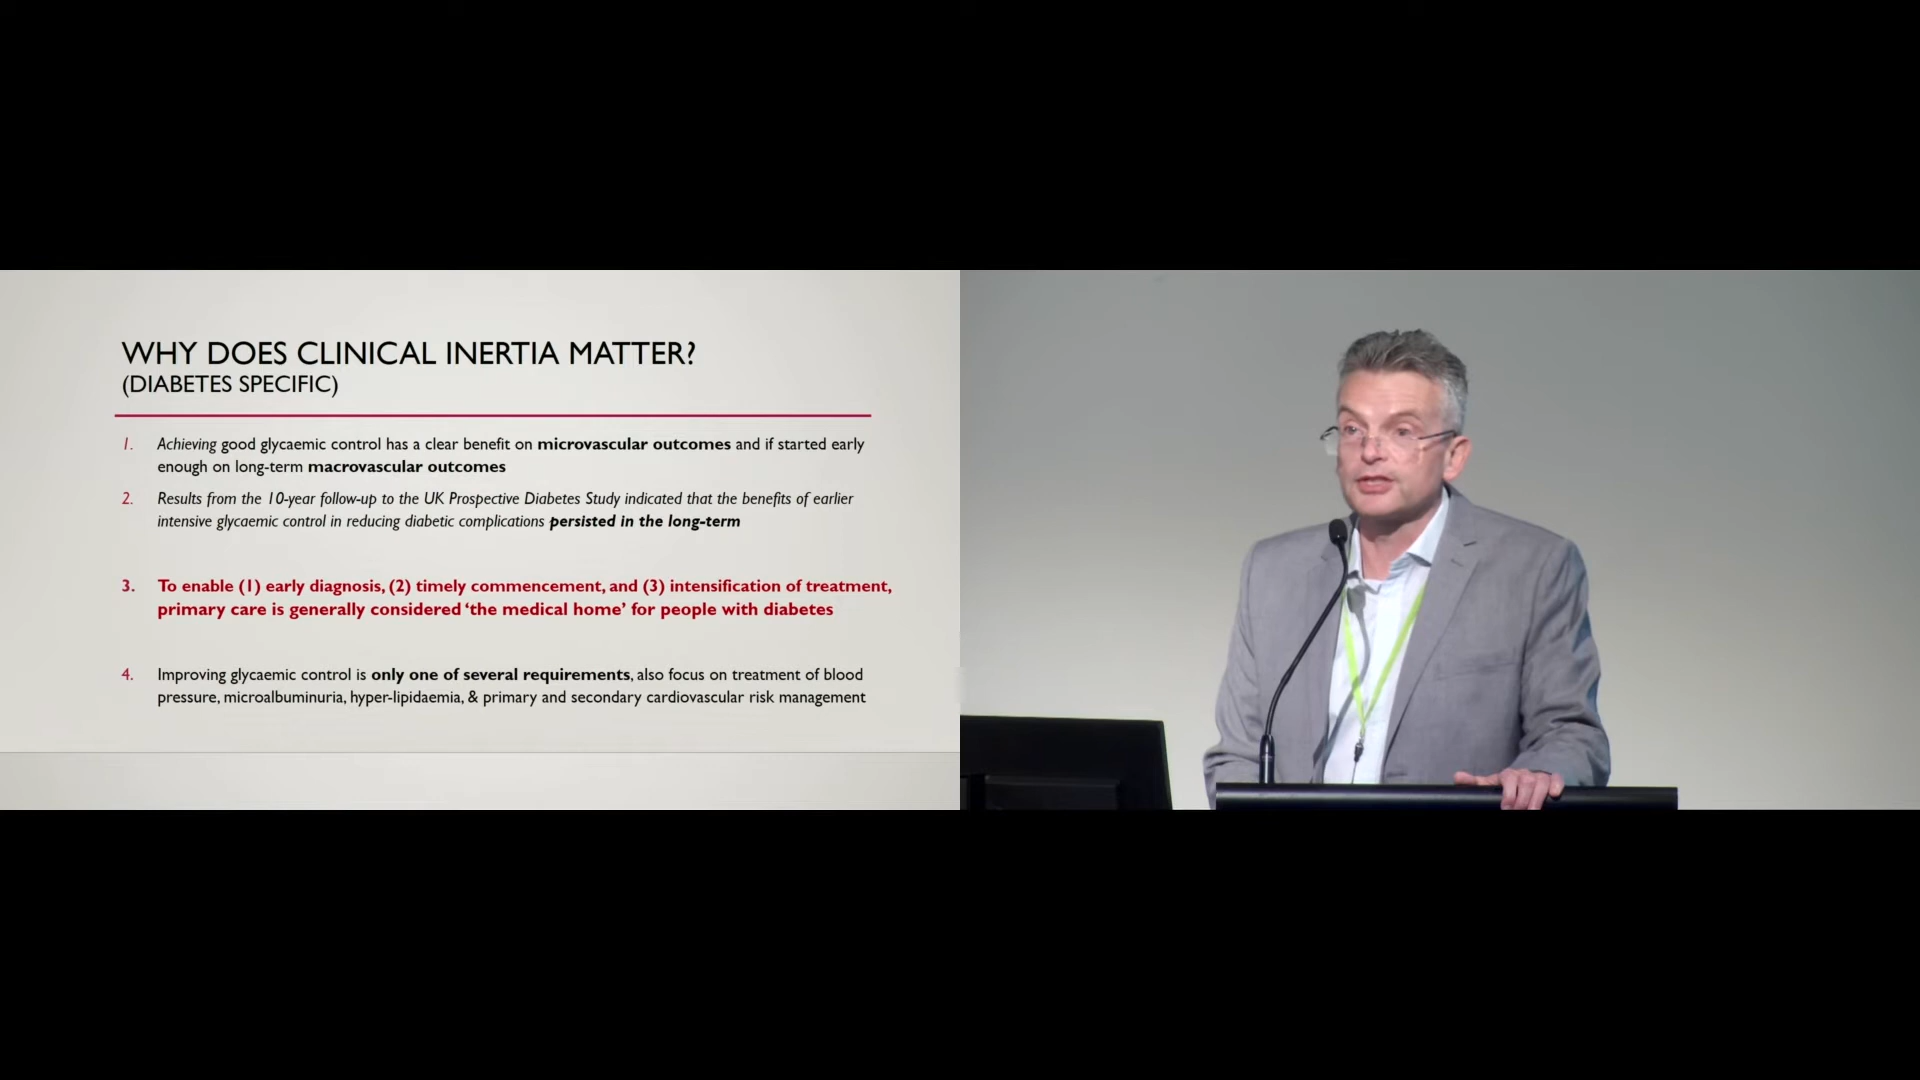 WHY DOES CLINICAL INERTIA MATTER?
(DIABETES SPECIFIC)
1. Achieving good glycaemic control has a clear benefit on microvascular outcomes and if started early
enough on long-term macrovascular outcomes
2. Results from the 10-year follow-up to the UK Prospective Diabetes Study indicated that the benefits of earlier
intensive glycaemic control in reducing diabetic complications persisted in the long-term
3. To enable (1) early diagnosis, (2) timely commencement, and (3) intensification of treatment,
primary care is generally considered ‘the medical home’ for people with diabetes
4. Improving glycaemic control is only one of several requirements, also focus on treatment of blood
pressure, microalbuminuria, hyper-lipidaemia, & primary and secondary cardiovascular risk management